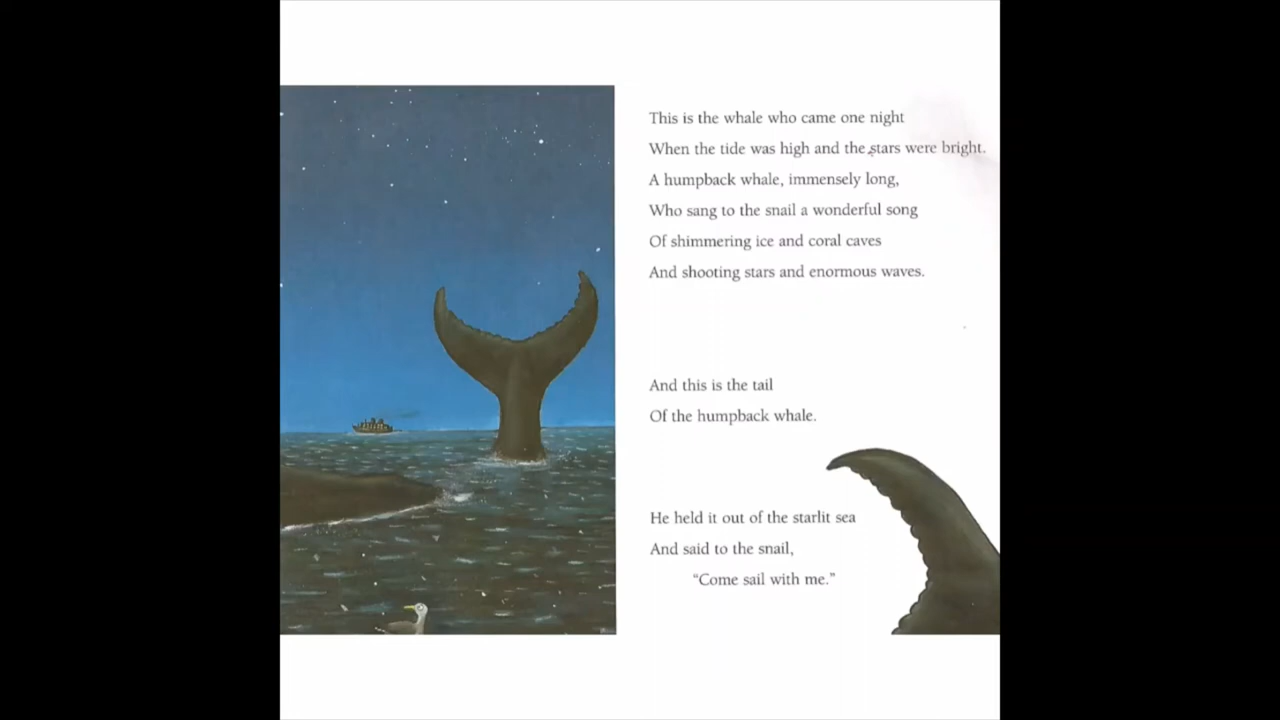 This is the whale who came one night
When the tide was high and the stars were bright.
A humpback whale, immensely long,
Who sang to the snail a wonderful song
Of shimmering ice and coral caves
And shooting stars and enormous waves.
And this is the tail
Of the humpback whale.
He held it out of the starlit sea
And said to the snail,
“Come sail with me.”